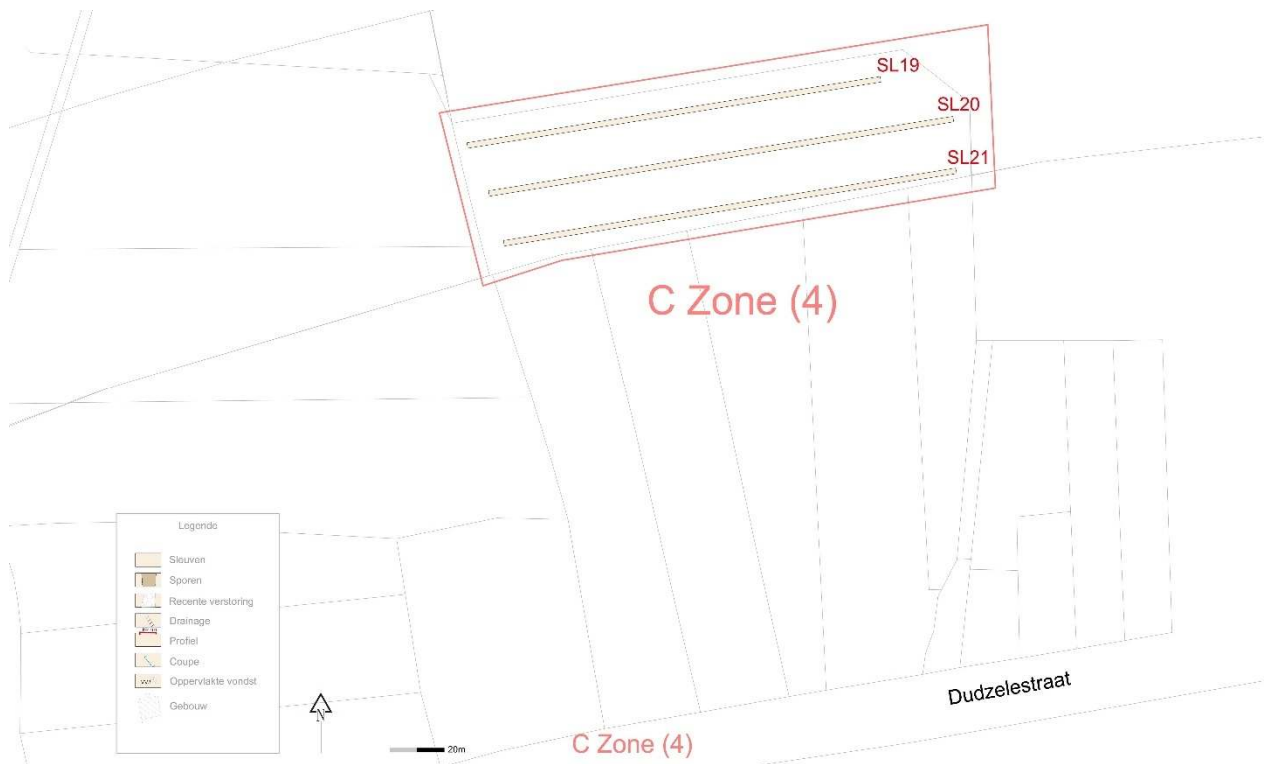 SL19
SL20
SL21
C Zone (4)
Legende
Sleuven
Sporen
Recente verstoring
Drainage
Profiel
Coupe
Oppervlakte vondst
Gebouw
N
20m
C Zone (4)
Dudzelestraat